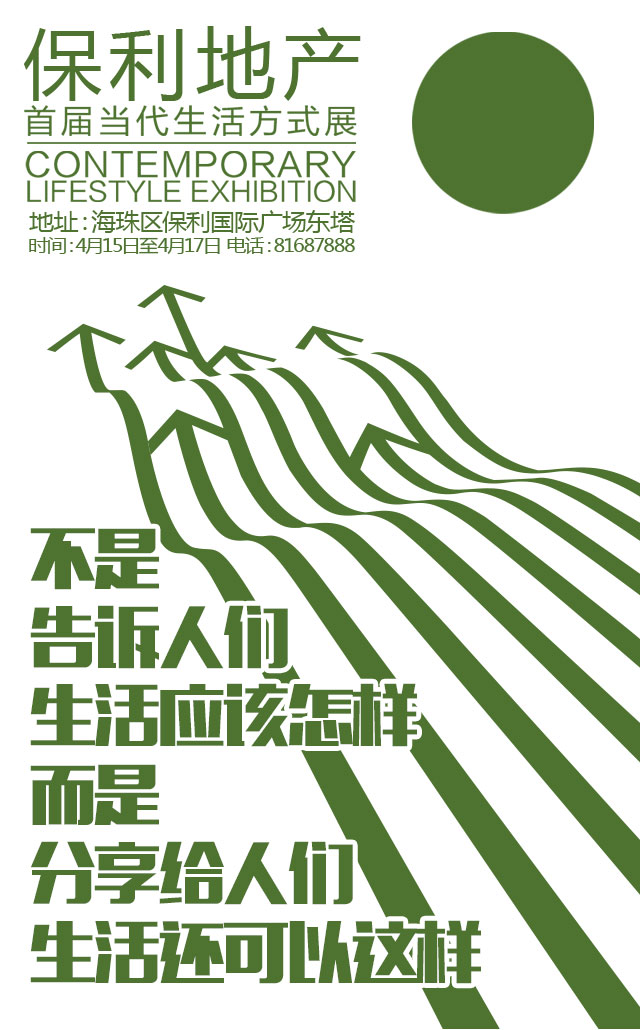 保利地产
首届当代生活方式展
CONTEMPORARY
LIFESTYLE EXHIBITION
地址:海珠区保利国际广场东塔
时间:4月15日至4月17日 电话:81687888
不是
告诉人们
生活应该怎样
而是
分享给人们
生活还可以这样